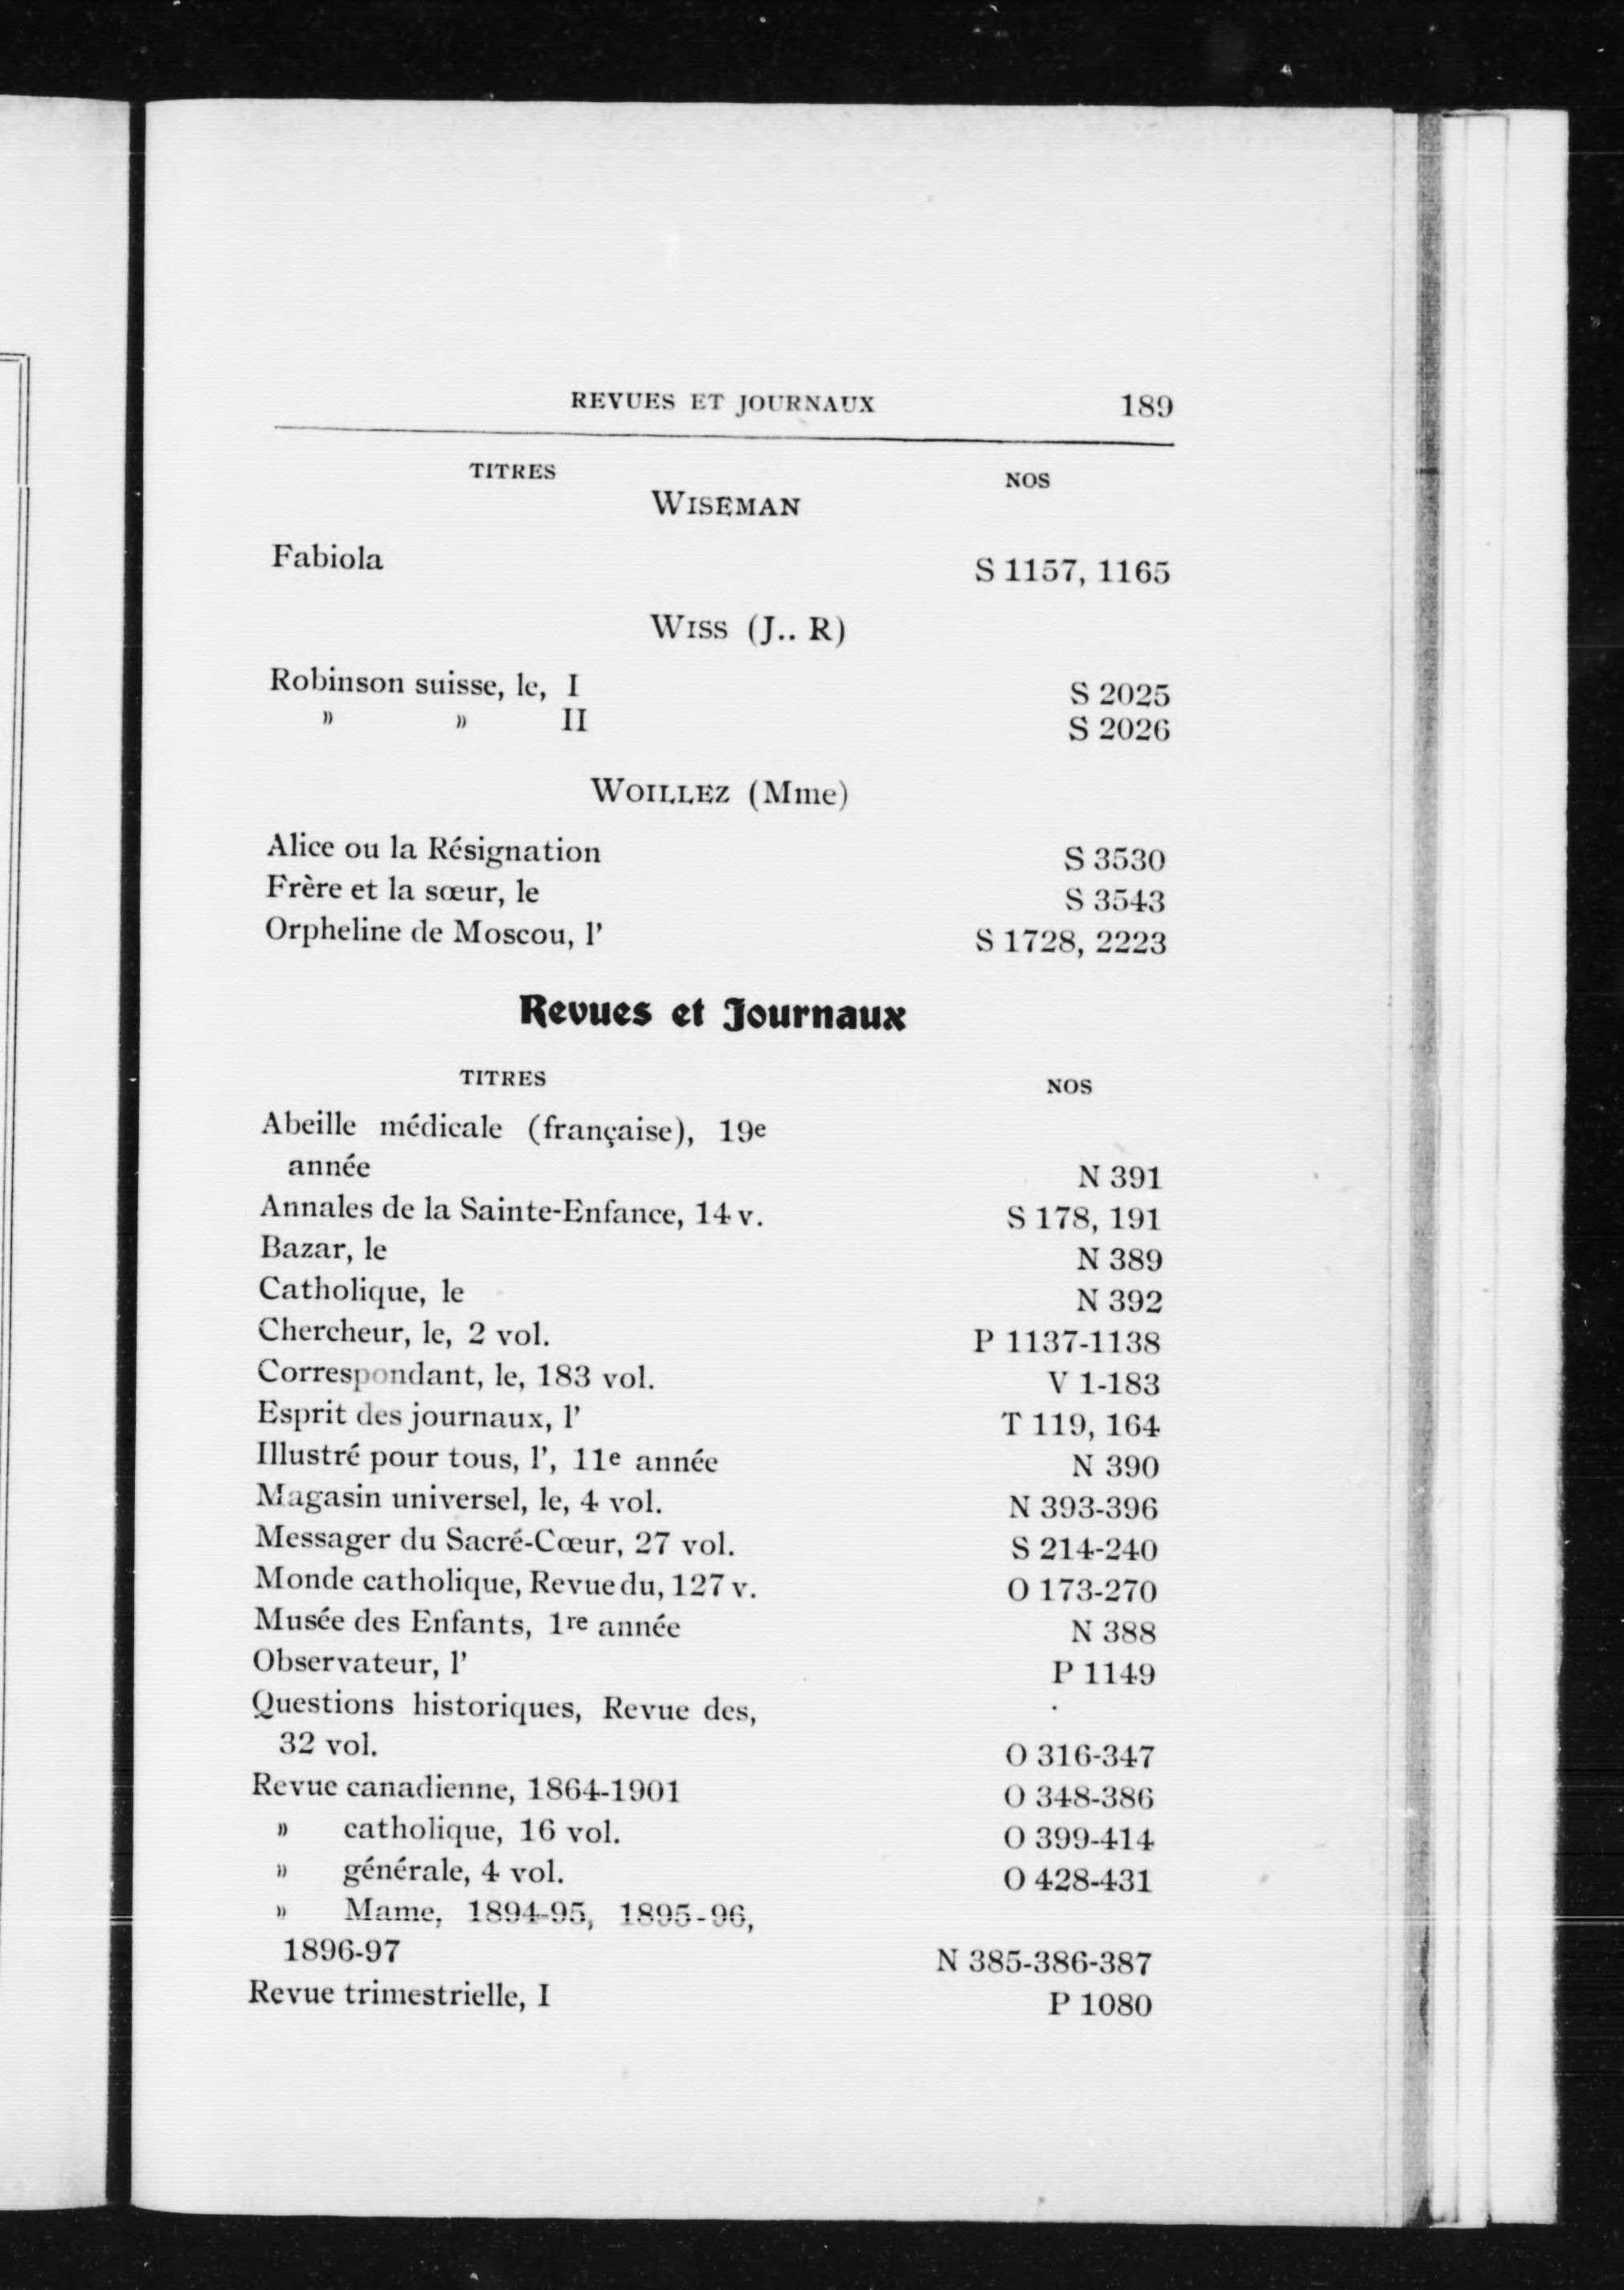 REVUES ET JOURNAUX 189
TITRES NOS
WISEMAN
Fabiola S 1157, 1165
WISS (J.. R)
Robinson suisse, le, I S 2025
» » II S 2026
WOILLEZ (Mme)
Alice ou la Résignation S 3530
Frère et la sœur, le S 3543
Orpheline de Moscou, l' S 1728, 2223
Revues et Journaux
TITRES NOS
Abeille médicale (française), 19e
année N 391
Annales de la Sainte-Enfance, 14 v. S 178, 191
Bazar, le N 389
Catholique, le N 392
Chercheur, le, 2 vol. P 1137-1138
Correspondant, le, 183 vol. V 1-183
Esprit des journaux, l' T 119, 164
Illustré pour tous, l', 11e année N 390
Magasin universel, le, 4 vol. N 393-396
Messager du Sacré-Cœur, 27 vol. S 214-240
Monde catholique, Revue du, 127 v. O 173-270
Musée des Enfants, 1re année N 388
Observateur, l' P 1149
Questions historiques, Revue des,
32 vol. O 316-347
Revue canadienne, 1864-1901 O 348-386
» catholique, 16 vol. O 399-414
» générale, 4 vol. O 428-431
» Mame, 1894-95, 1895-96,
1896-97 N 385-386-387
Revue trimestrielle, I P 1080